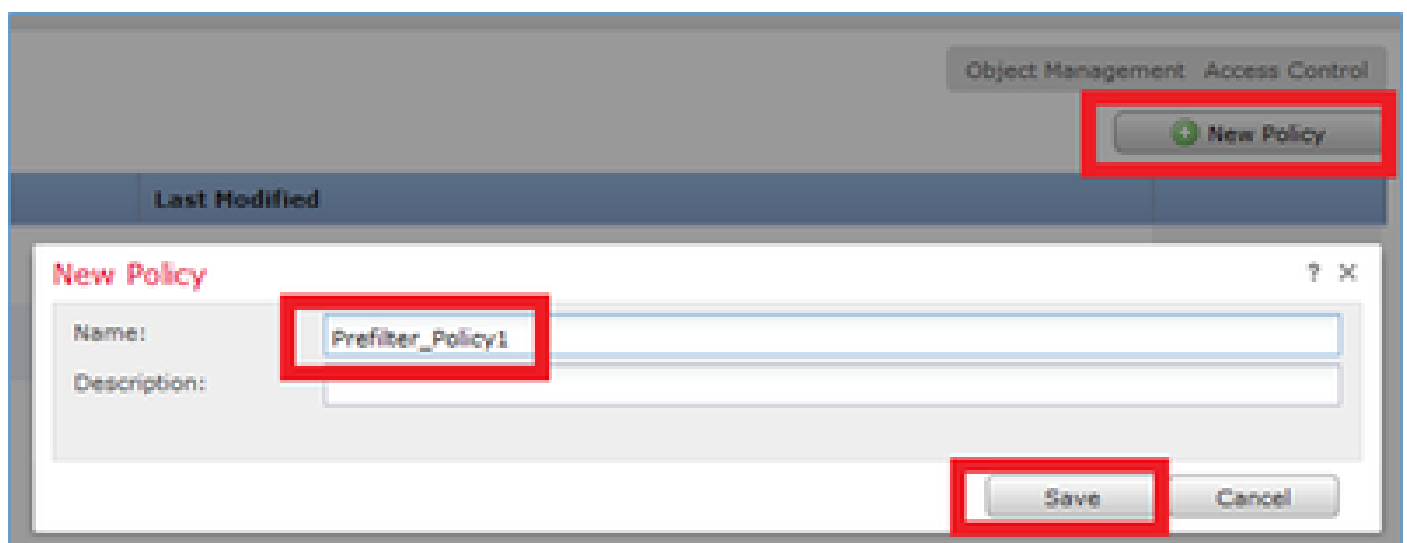 Object Management Access Control
New Policy
Last Modified
New Policy ? X
Name: Prefilter_Policy1
Description:
Save Cancel